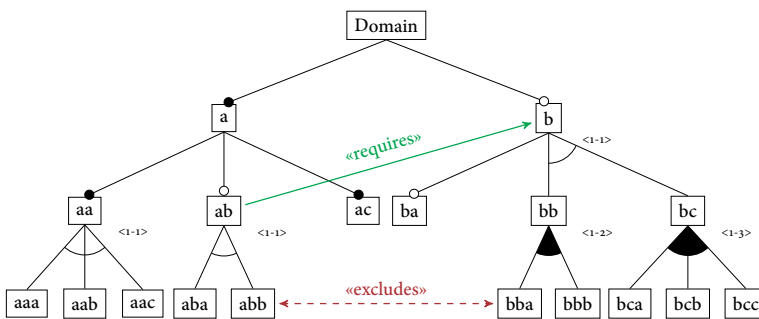 Domain
a
b
<1-1>
«requires»
aa
ab
ac
ba
bb
bc
<1-1>
<1-1>
<1-2>
<1-3>
aaa
aab
aac
aba
abb
«excludes»
bba
bbb
bca
bcb
bcc